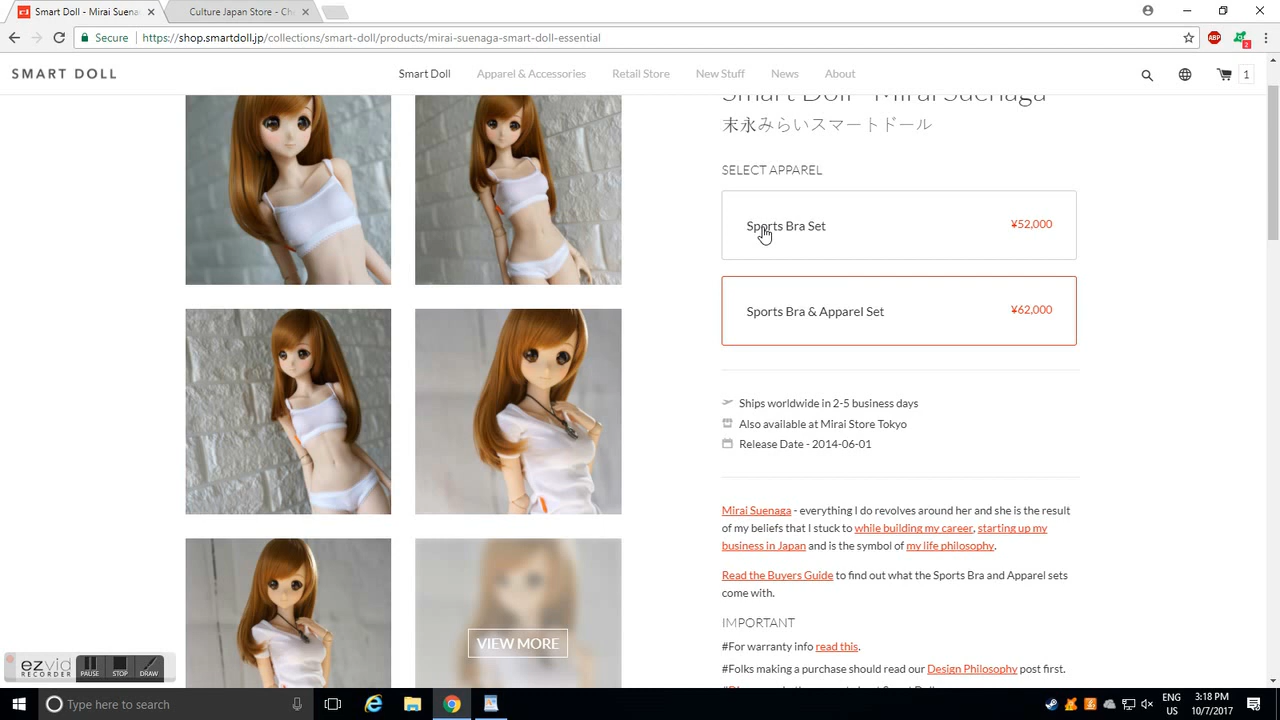 Smart Doll - Mirai Suena
Culture Japan Store - Che
Secure
https://shop.smartdoll.jp/collections/smart-doll/products/mirai-suenaga-smart-doll-essential
ABP
2
SMART DOLL
Smart Doll
Apparel & Accessories
Retail Store
New Stuff
News
About
1
Smart Doll - Mirai Suenaga
末永みらいスマートドール
SELECT APPAREL
Sports Bra Set
¥52,000
Sports Bra & Apparel Set
¥62,000
Ships worldwide in 2-5 business days
Also available at Mirai Store Tokyo
Release Date - 2014-06-01
Mirai Suenaga - everything I do revolves around her and she is the result
of my beliefs that I stuck to while building my career, starting up my
business in Japan and is the symbol of my life philosophy.
Read the Buyers Guide to find out what the Sports Bra and Apparel sets
come with.
IMPORTANT
#For warranty info read this.
#Folks making a purchase should read our Design Philosophy post first.
VIEW MORE
ezvid
RECORDER
PAUSE
STOP
DRAW
Type here to search
ENG
US
3:18 PM
10/7/2017